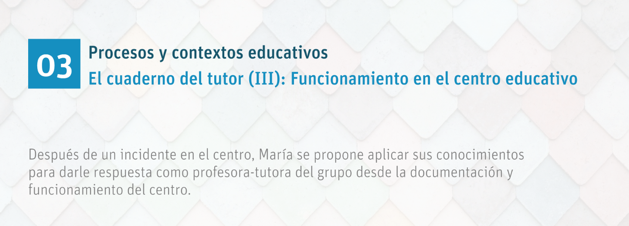 03
Procesos y contextos educativos
El cuaderno del tutor (III): Funcionamiento en el centro educativo
Después de un incidente en el centro, María se propone aplicar sus conocimientos
para darle respuesta como profesora-tutora del grupo desde la documentación y
funcionamiento del centro.